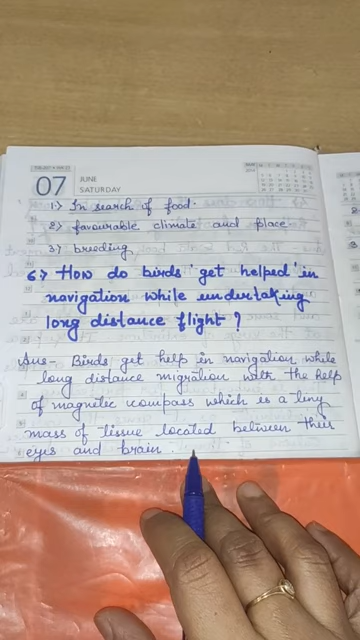 07
JUNE
SATURDAY
1.> In search of food.
2> favourable climate and place
3> breeding
6> How do birds get helped in
navigation while undertaking
long distance flight?
Ans- Birds get help in navigation while
long distance migration with the help
of magnetic compass which is a tiny
mass of tissue located between their
eyes and brain.